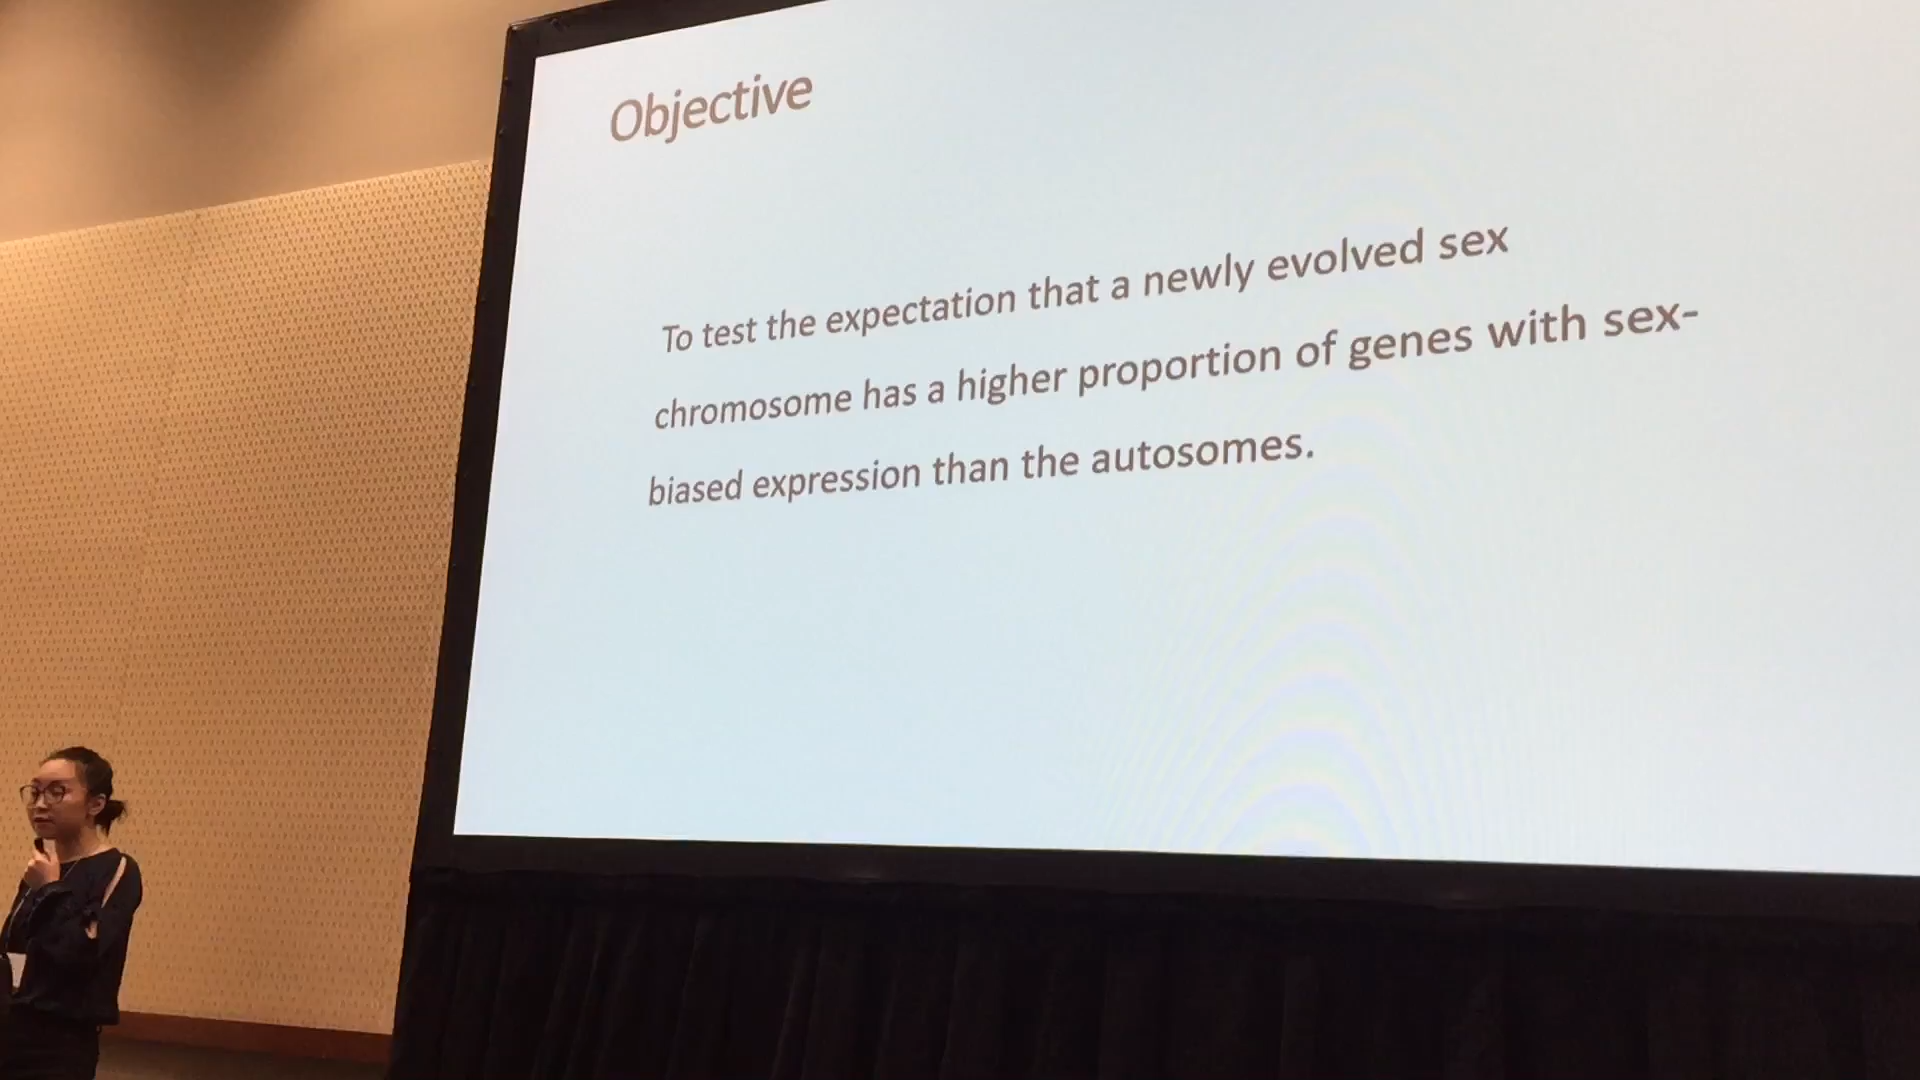 Objective
To test the expectation that a newly evolved sex
chromosome has a higher proportion of genes with sex-
biased expression than the autosomes.